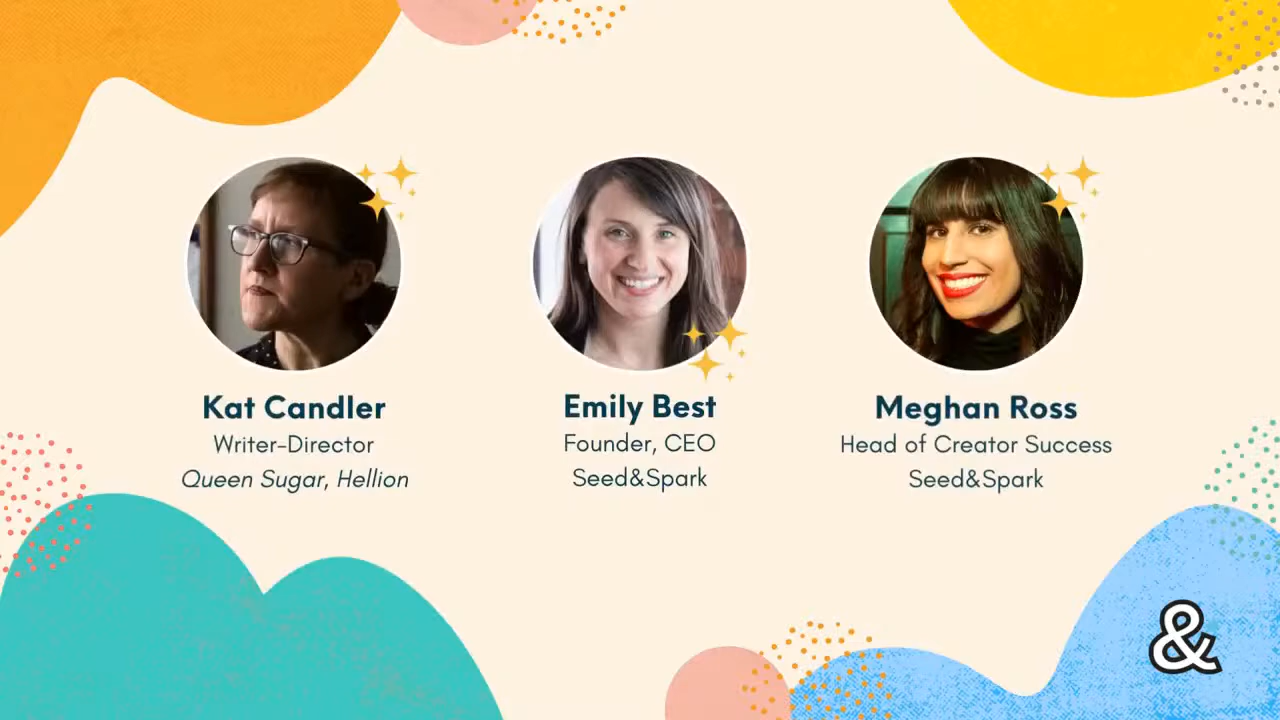 Kat Candler
Writer-Director
Queen Sugar, Hellion
Emily Best
Founder, CEO
Seed&Spark
Meghan Ross
Head of Creator Success
Seed&Spark
&